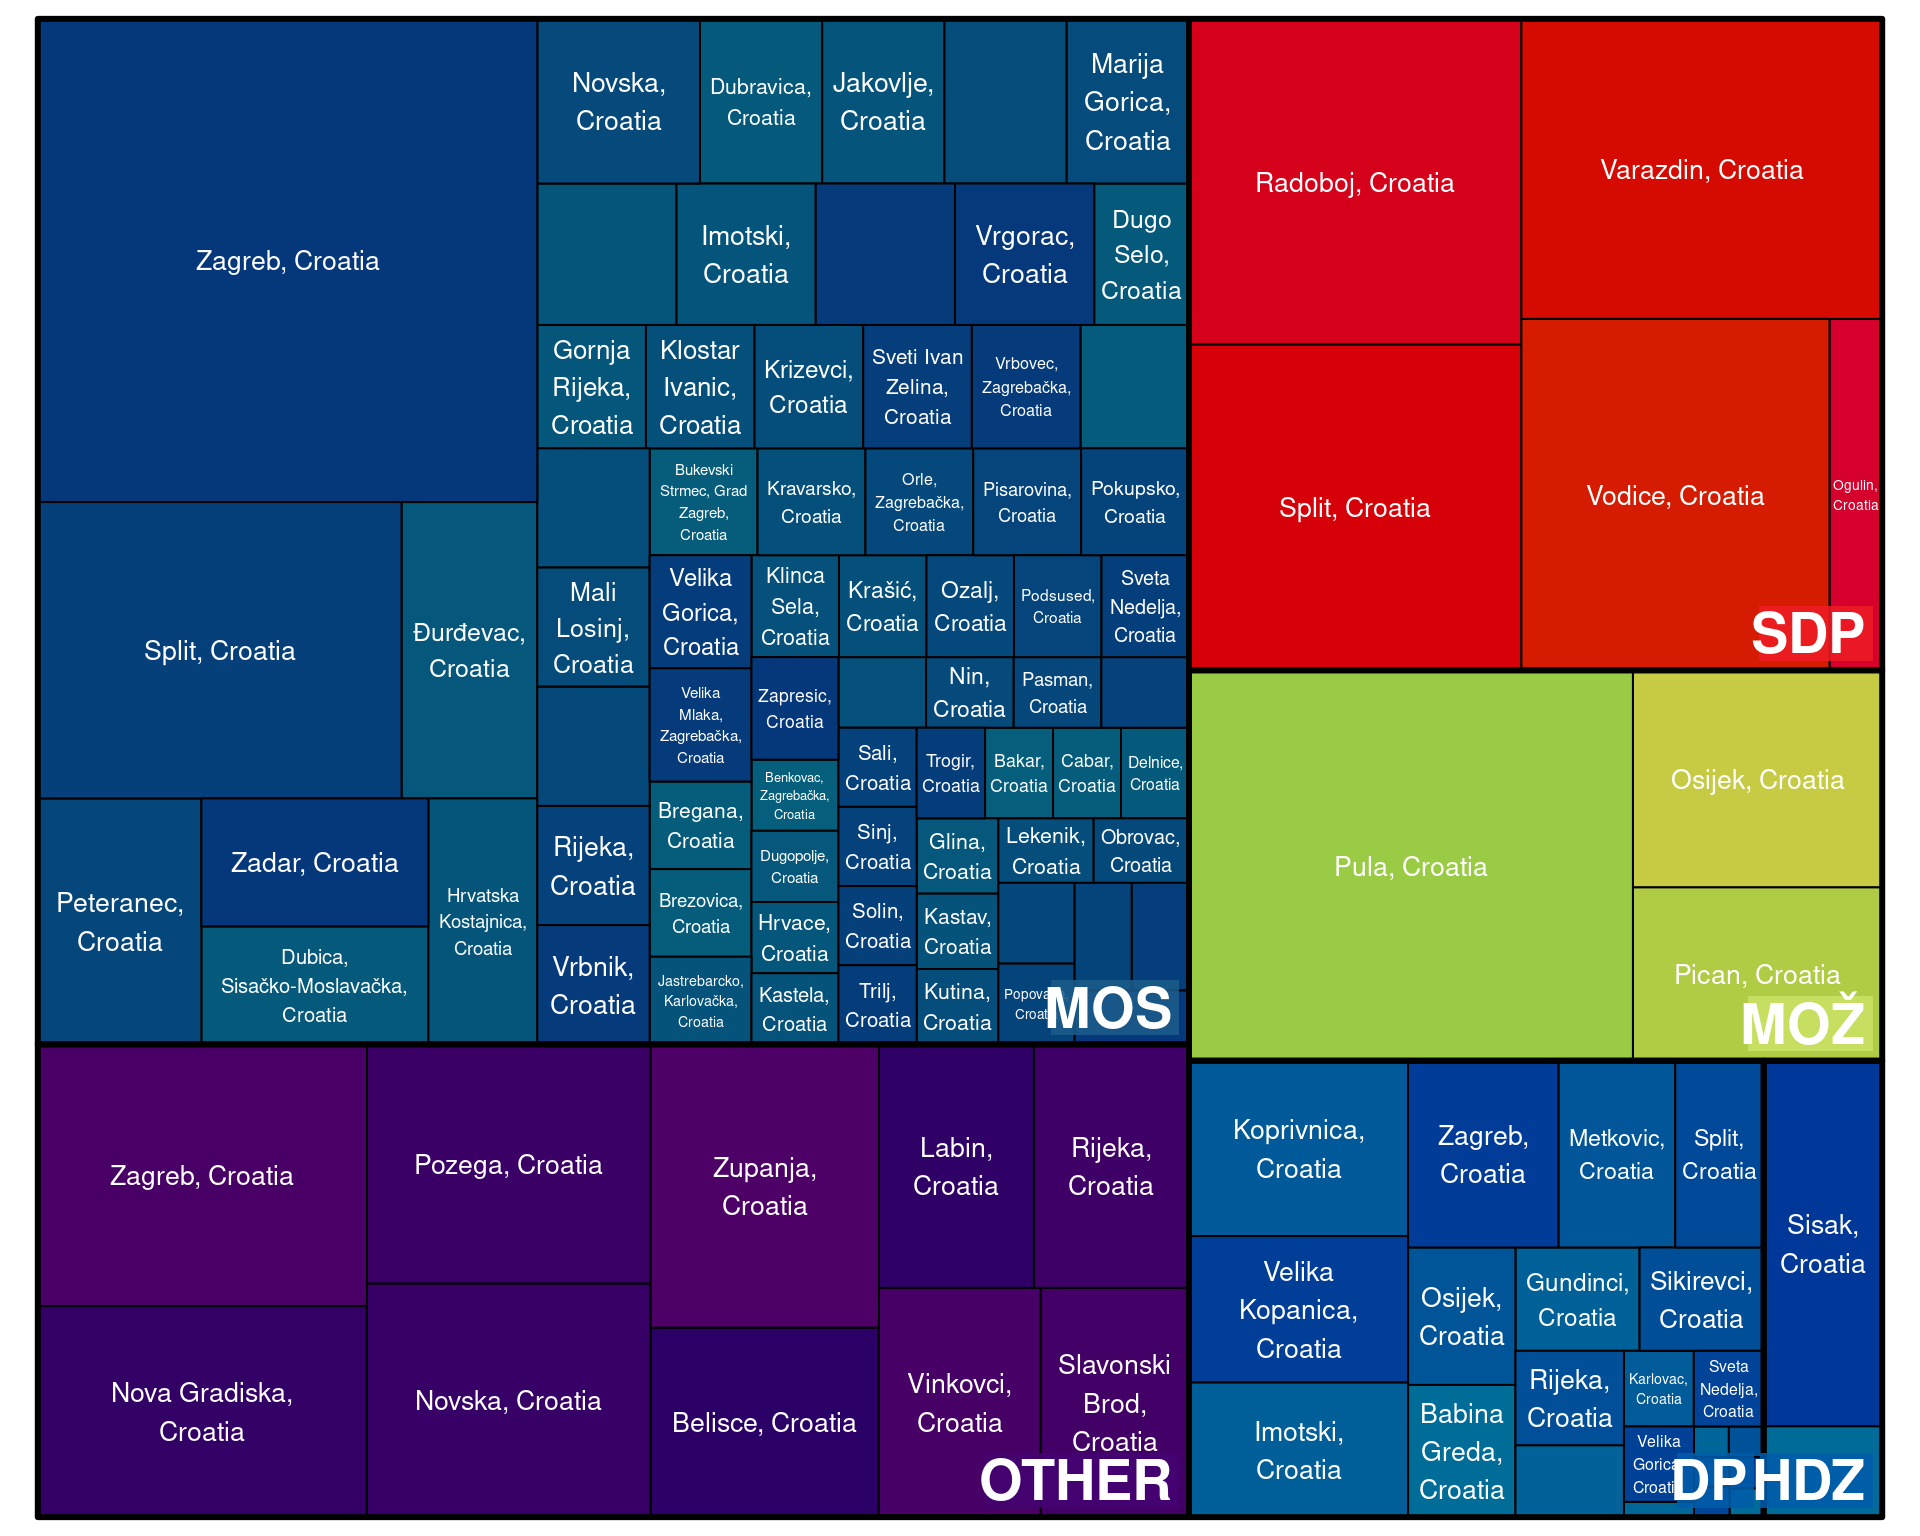 Zagreb, Croatia
Split, Croatia
Đurđevac,
Croatia
Peteranec,
Croatia
Zadar, Croatia
Dubica,
Sisačko-Moslavačka,
Croatia
Hrvatska
Kostajnica,
Croatia
Novska,
Croatia
Dubravica,
Croatia
Jakovlje,
Croatia
Marija
Gorica,
Croatia
Imotski,
Croatia
Vrgorac,
Croatia
Dugo
Selo,
Croatia
Gornja
Rijeka,
Croatia
Klostar
Ivanic,
Croatia
Krizevci,
Croatia
Sveti Ivan
Zelina,
Croatia
Vrbovec,
Zagrebačka,
Croatia
Bukevski
Strmec, Grad
Zagreb,
Croatia
Kravarsko,
Croatia
Orle,
Zagrebačka,
Croatia
Pisarovina,
Croatia
Pokupsko,
Croatia
Mali
Losinj,
Croatia
Rijeka,
Croatia
Vrbnik,
Croatia
Velika
Gorica,
Croatia
Velika
Mlaka,
Zagrebačka,
Croatia
Bregana,
Croatia
Brezovica,
Croatia
Jastrebarcko,
Karlovačka,
Croatia
Klinca
Sela,
Croatia
Zapresic,
Croatia
Benkovac,
Zagrebačka,
Croatia
Dugopolje,
Croatia
Hrvace,
Croatia
Kastela,
Croatia
Krašić,
Croatia
Ozalj,
Croatia
Podsused,
Croatia
Sveta
Nedelja,
Croatia
Nin,
Croatia
Pasman,
Croatia
Sali,
Croatia
Sinj,
Croatia
Solin,
Croatia
Trilj,
Croatia
Trogir,
Croatia
Bakar,
Croatia
Cabar,
Croatia
Delnice,
Croatia
Glina,
Croatia
Kastav,
Croatia
Kutina,
Croatia
Lekenik,
Croatia
Obrovac,
Croatia
MOS
Radoboj, Croatia
Split, Croatia
Varazdin, Croatia
Vodice, Croatia
Ogulin,
Croatia
SDP
Pula, Croatia
Osijek, Croatia
Pican, Croatia
MOŽ
Zagreb, Croatia
Nova Gradiska,
Croatia
Pozega, Croatia
Novska, Croatia
Zupanja,
Croatia
Belisce, Croatia
Labin,
Croatia
Rijeka,
Croatia
Vinkovci,
Croatia
Slavonski
Brod,
Croatia
OTHER
Koprivnica,
Croatia
Velika
Kopanica,
Croatia
Imotski,
Croatia
Zagreb,
Croatia
Metkovic,
Croatia
Split,
Croatia
Osijek,
Croatia
Babina
Greda,
Croatia
Gundinci,
Croatia
Sikirevci,
Croatia
Rijeka,
Croatia
Karlovac,
Croatia
Sveta
Nedelja,
Croatia
Velika
DP
Sisak,
Croatia
HDZ